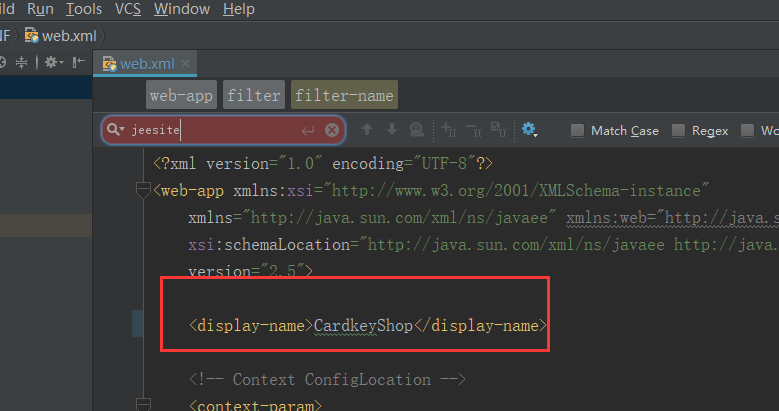 Run Tools VCS Window Help
web.xml
web.xml
web-app filter filter-name
jeesite Match Case Regex
<?xml version="1.0" encoding="UTF-8"?>
<web-app xmlns:xsi="http://www.w3.org/2001/XMLSchema-instance"
xmlns="http://java.sun.com/xml/ns/javaee" xmlns:web="http://java.s
xsi:schemaLocation="http://java.sun.com/xml/ns/javaee http://java.
version="2.5">
<display-name>CardkeyShop</display-name>
<!-- Context ConfigLocation -->
<context-param>